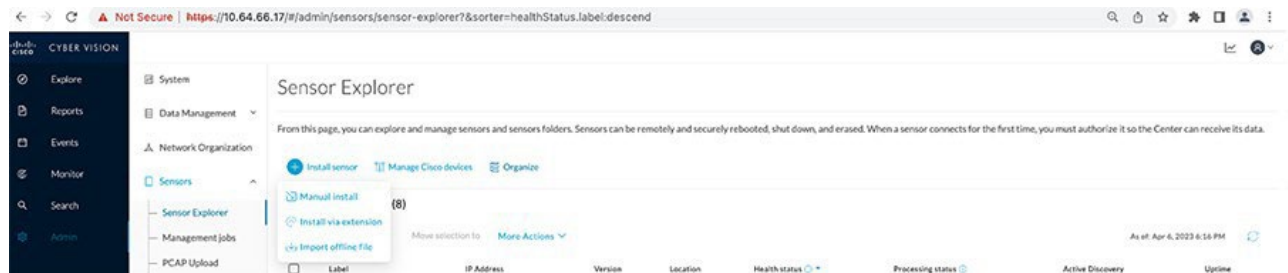 Not Secure | https://10.64.66.17/#/admin/sensors/sensor-explorer?&sorter=healthStatus.label:descend
CISCO CYBER VISION
Explore
Reports
Events
Monitor
Search
Admin
System
Data Management
Network Organization
Sensors
Sensor Explorer
Management jobs
PCAP Upload
Sensor Explorer
From this page, you can explore and manage sensors and sensors folders. Sensors can be remotely and securely rebooted, shut down, and erased. When a sensor connects for the first time, you must authorize it so the Center can receive its data.
Install sensor Manage Cisco devices Organize
Manual install
Install via extension
Import offline file
(8)
Move selection to More Actions As of: Apr 6, 2023 6:16 PM
Label IP Address Version Location Health status Processing status Active Discovery Uptime